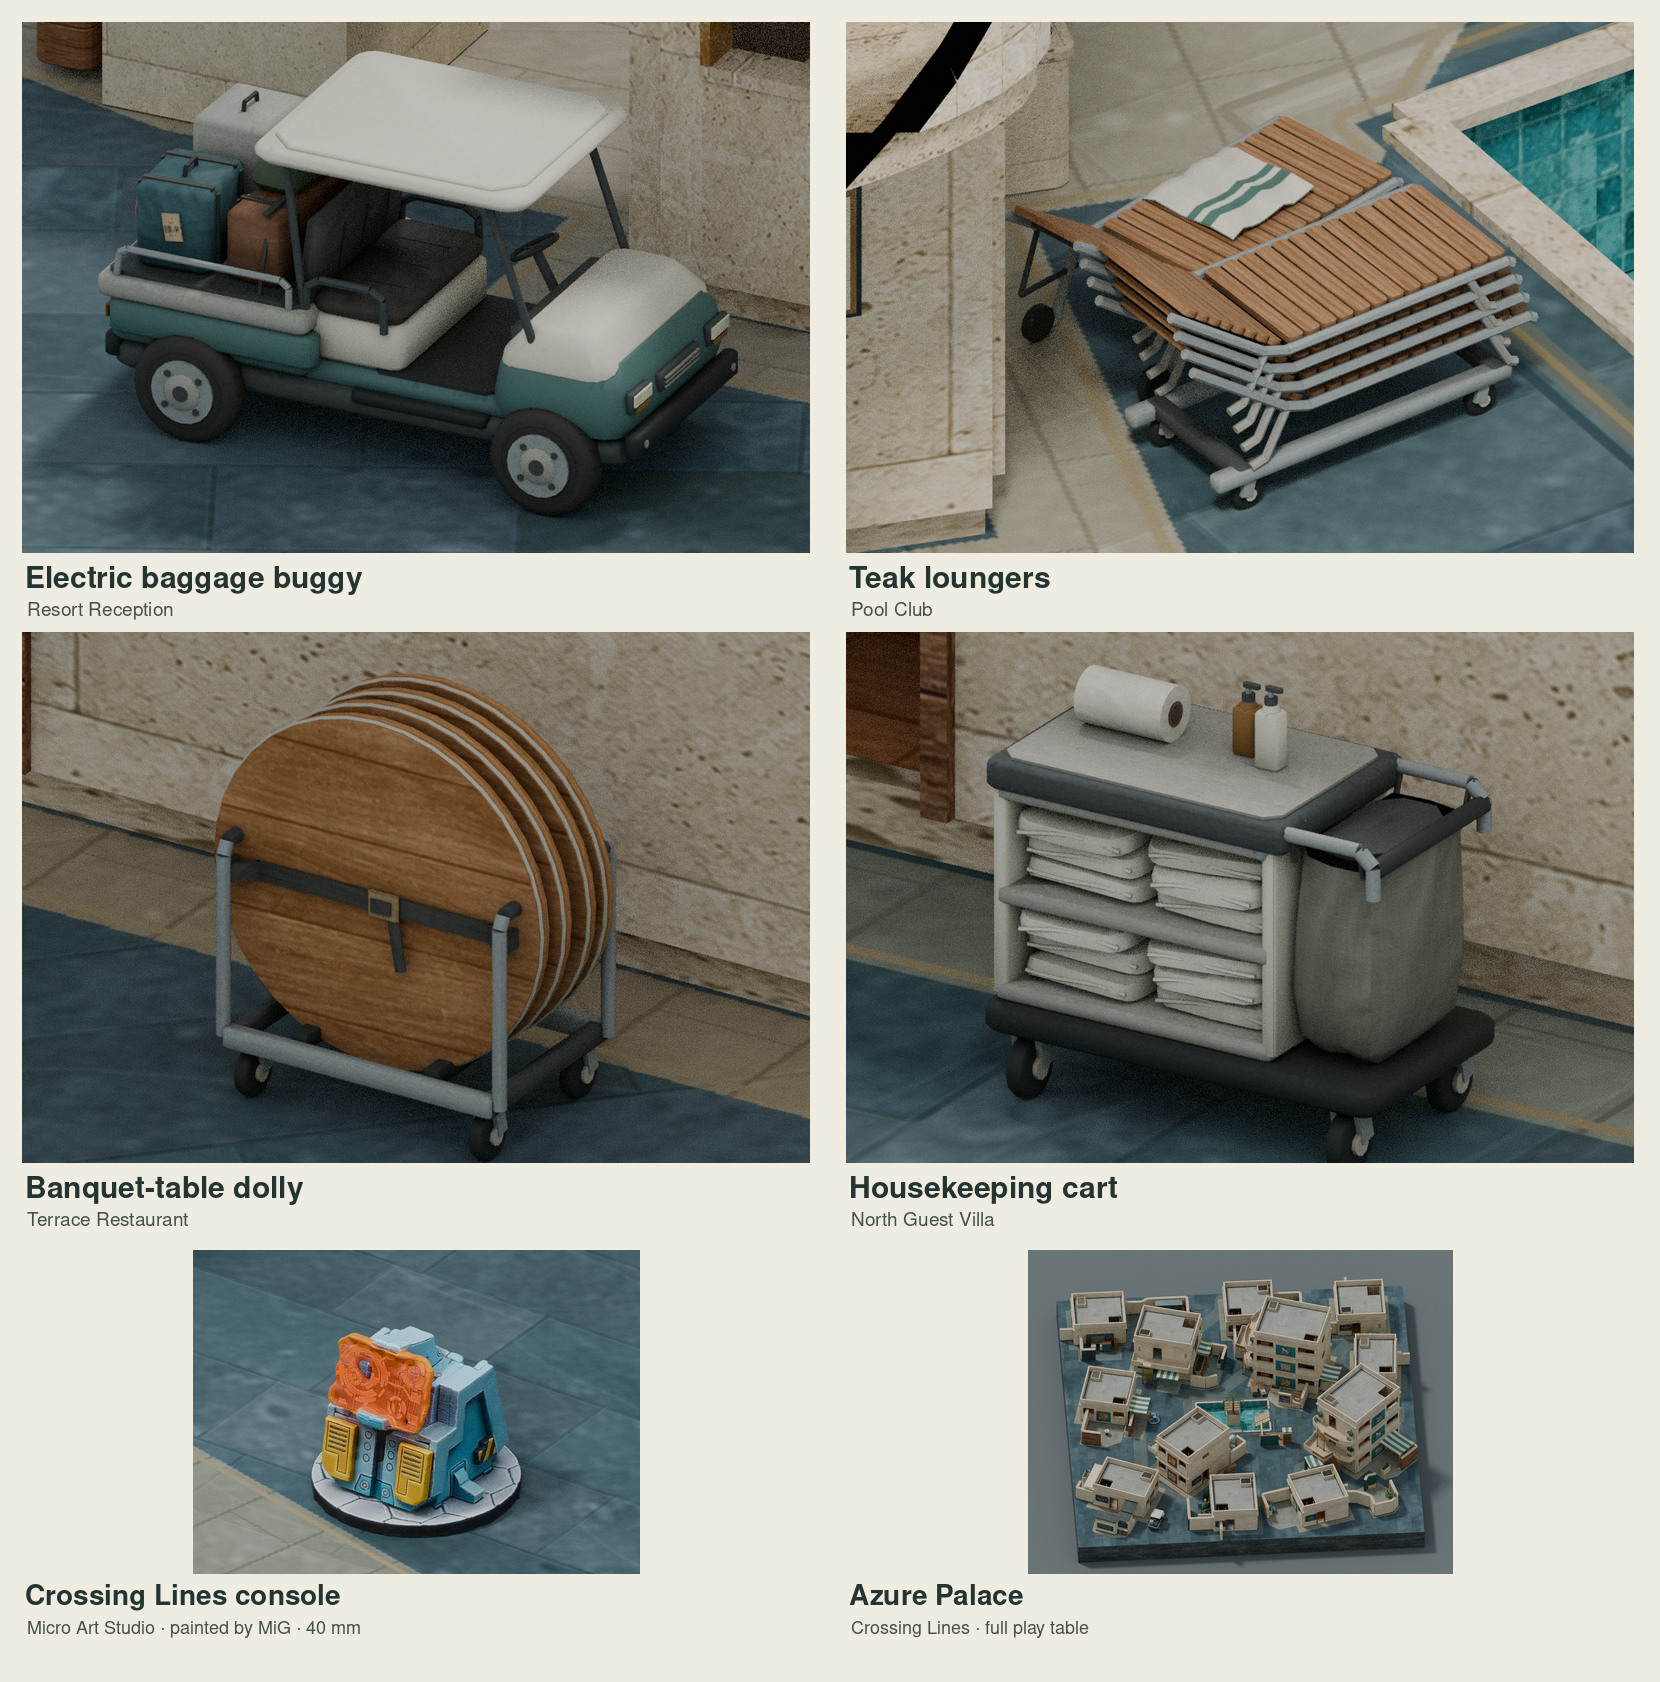 Electric baggage buggy
Resort Reception
Teak loungers
Pool Club
Banquet-table dolly
Terrace Restaurant
Housekeeping cart
North Guest Villa
Crossing Lines console
Micro Art Studio · painted by MiG · 40 mm
Azure Palace
Crossing Lines · full play table